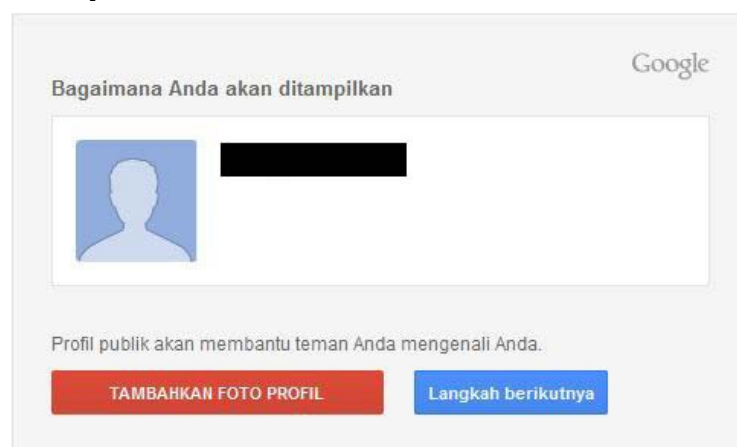 Google
Bagaimana Anda akan ditampilkan
Profil publik akan membantu teman Anda mengenali Anda.
TAMBAHKAN FOTO PROFIL
Langkah berikutnya